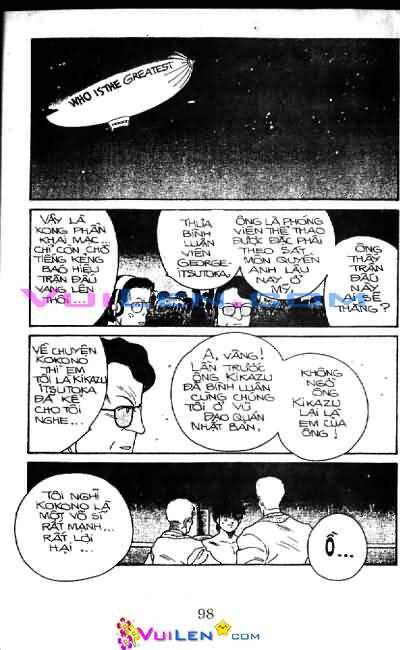 WHO IS THE GREATEST
VẬY LÀ
XONG PHẦN
KHAI MẠC...
CHỈ CÒN CHỜ
TIẾNG KẺNG
BÁO HIỆU
TRẬN ĐẤU
VANG LÊN
THÔI...
THƯA
BÌNH
LUẬN
VIÊN
GEORGE-
ITSUTOKA,
ÔNG LÀ PHÓNG
VIÊN THỂ THAO
ĐƯỢC ĐẶC PHÁI
THEO SÁT
MÔN QUYỀN
ANH LÂU
NAY Ở
MỸ,
ÔNG
THẤY
TRẬN
ĐẤU
NÀY
AI SẼ
THẮNG?
VUILEN.COM
VỀ CHUYỆN
KOKONO
THÌ EM
TÔI LÀ KIKAZU
ITSUTOKA
ĐÃ KỂ
CHO TÔI
NGHE...
A, VÂNG!
LẦN TRƯỚC
ÔNG KIKAZU
ĐÃ BÌNH LUẬN
CÙNG CHÚNG
TÔI Ở VŨ
ĐẠO QUÁN
NHẬT BẢN.
KHÔNG
NGỜ
ÔNG
KIKAZU
LẠI LÀ
EM CỦA
ÔNG!
TÔI NGHĨ
KOKONO LÀ
MỘT VÕ SĨ
RẤT MẠNH...
RẤT LỢI
HẠI...
Ồ...
98
VUILEN.COM